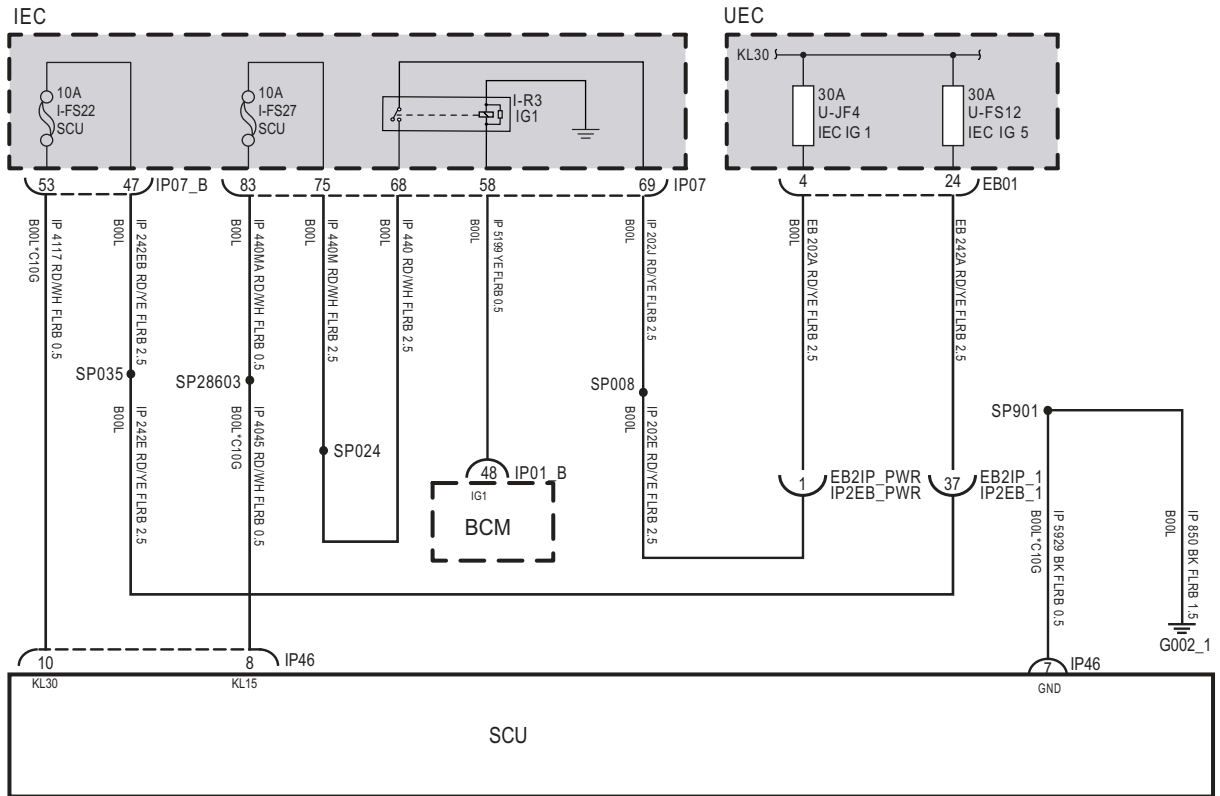 IEC
UEC
KL30
10A
I-FS22
SCU
10A
I-FS27
SCU
I-R3
IG1
30A
U-JF4
IEC IG 1
30A
U-FS12
IEC IG 5
53
47
IP07_B
83
75
68
58
69
IP07
4
24
EB01
B00L*C10G
IP 4117 RD/WH FLRB 0.5
B00L
IP 242EB RD/YE FLRB 2.5
B00L
IP 440MA RD/WH FLRB 0.5
B00L
IP 440M RD/WH FLRB 2.5
B00L
IP 440 RD/WH FLRB 2.5
B00L
IP 5199 YE FLRB 0.5
B00L
IP 202J RD/YE FLRB 2.5
B00L
EB 202A RD/YE FLRB 2.5
EB 242A RD/YE FLRB 2.5
SP035
SP28603
SP008
SP901
B00L
IP 242E RD/YE FLRB 2.5
B00L*C10G
IP 4045 RD/WH FLRB 0.5
SP024
B00L
IP 202E RD/YE FLRB 2.5
48
IP01_B
IG1
BCM
1
EB2IP_PWR
IP2EB_PWR
37
EB2IP_1
IP2EB_1
B00L*C10G
IP 5929 BK FLRB 0.5
B00L
IP 850 BK FLRB 1.5
G002_1
10
8
IP46
7
IP46
KL30
KL15
GND
SCU